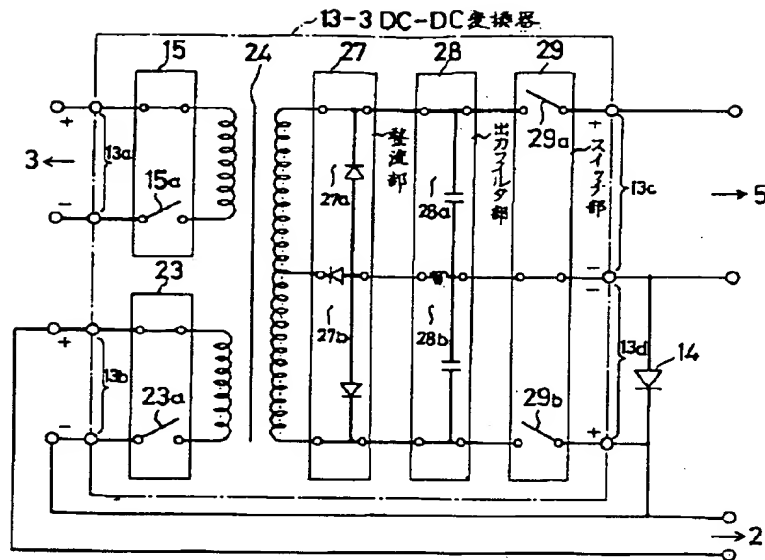 13-3 DC-DC変換器
15 24 27 28 29
+
3
13a
15a
-
整流部
出力フィルタ部
スイッチ部
27a
28a
29a
+
13c
5
-
-
23
27b
28b
13d
14
+
13b
23a
29b
-
+
2